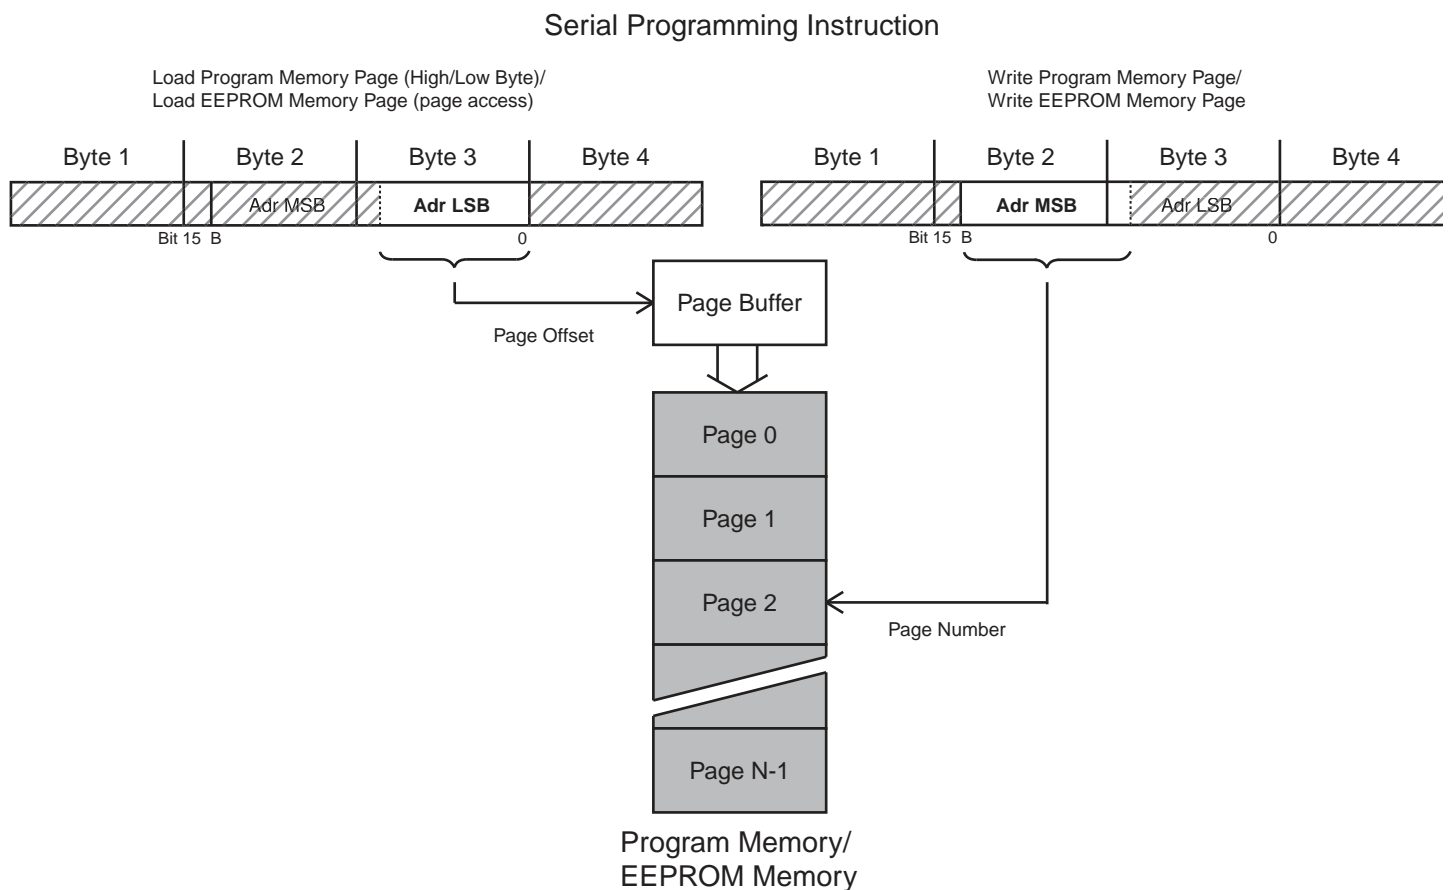 Serial Programming Instruction
Load Program Memory Page (High/Low Byte)/
Load EEPROM Memory Page (page access)
Write Program Memory Page/
Write EEPROM Memory Page
Byte 1 Byte 2 Byte 3 Byte 4
Adr MSB Adr LSB
Bit 15 B 0
Byte 1 Byte 2 Byte 3 Byte 4
Adr MSB Adr LSB
Bit 15 B 0
Page Buffer
Page Offset
Page 0
Page 1
Page 2
Page Number
Page N-1
Program Memory/
EEPROM Memory